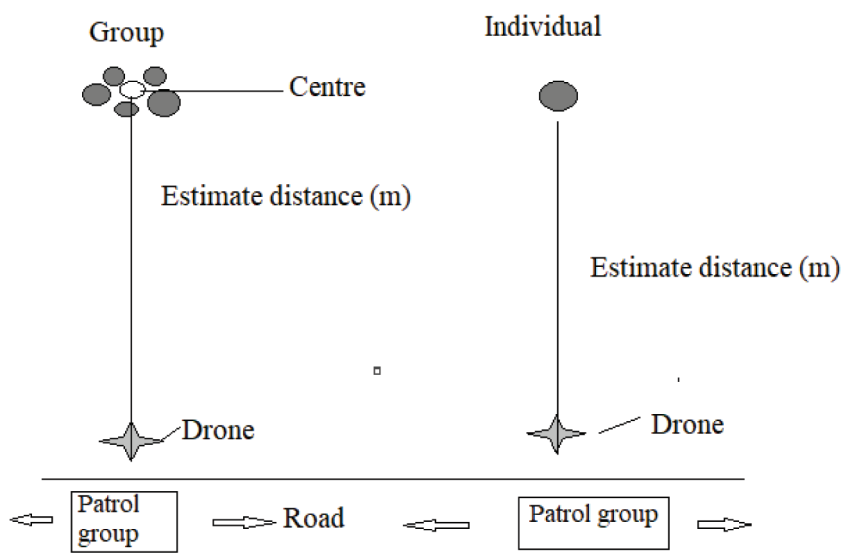 Group
Individual
Centre
Estimate distance (m)
Estimate distance (m)
Drone
Drone
Patrol
group
Road
Patrol group